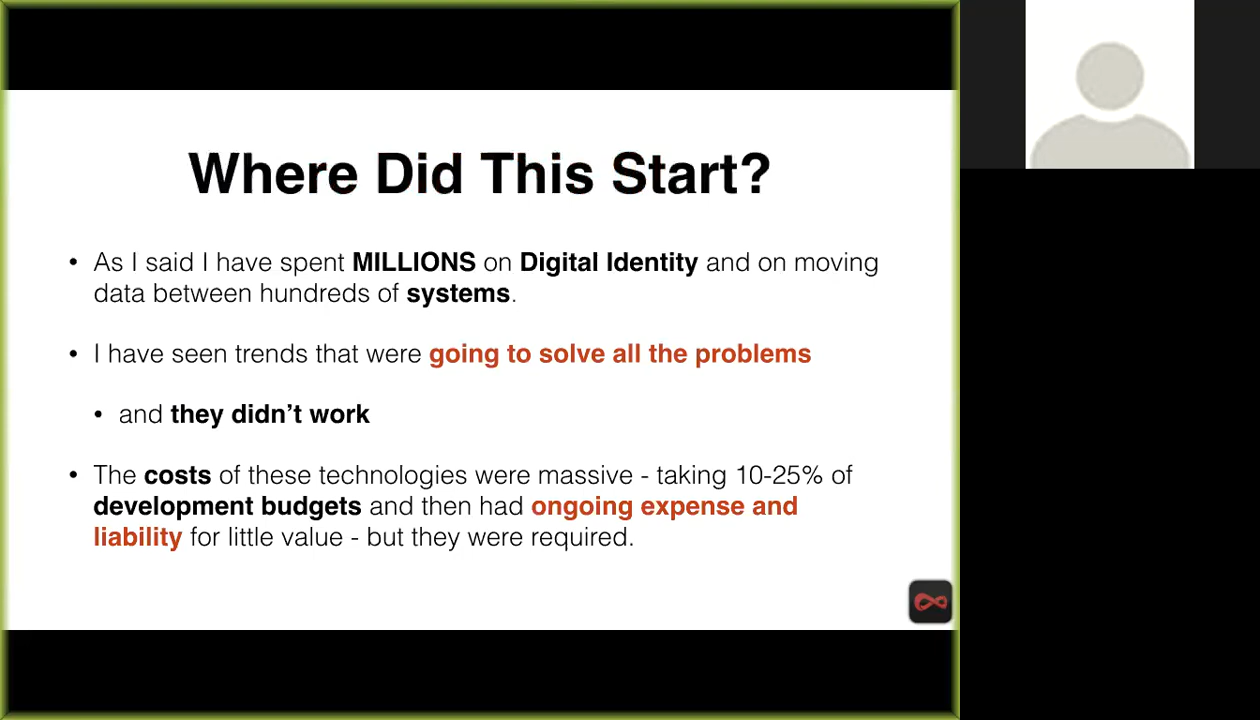 Where Did This Start?
• As I said I have spent MILLIONS on Digital Identity and on moving
data between hundreds of systems.
• I have seen trends that were going to solve all the problems
• and they didn’t work
• The costs of these technologies were massive - taking 10-25% of
development budgets and then had ongoing expense and
liability for little value - but they were required.